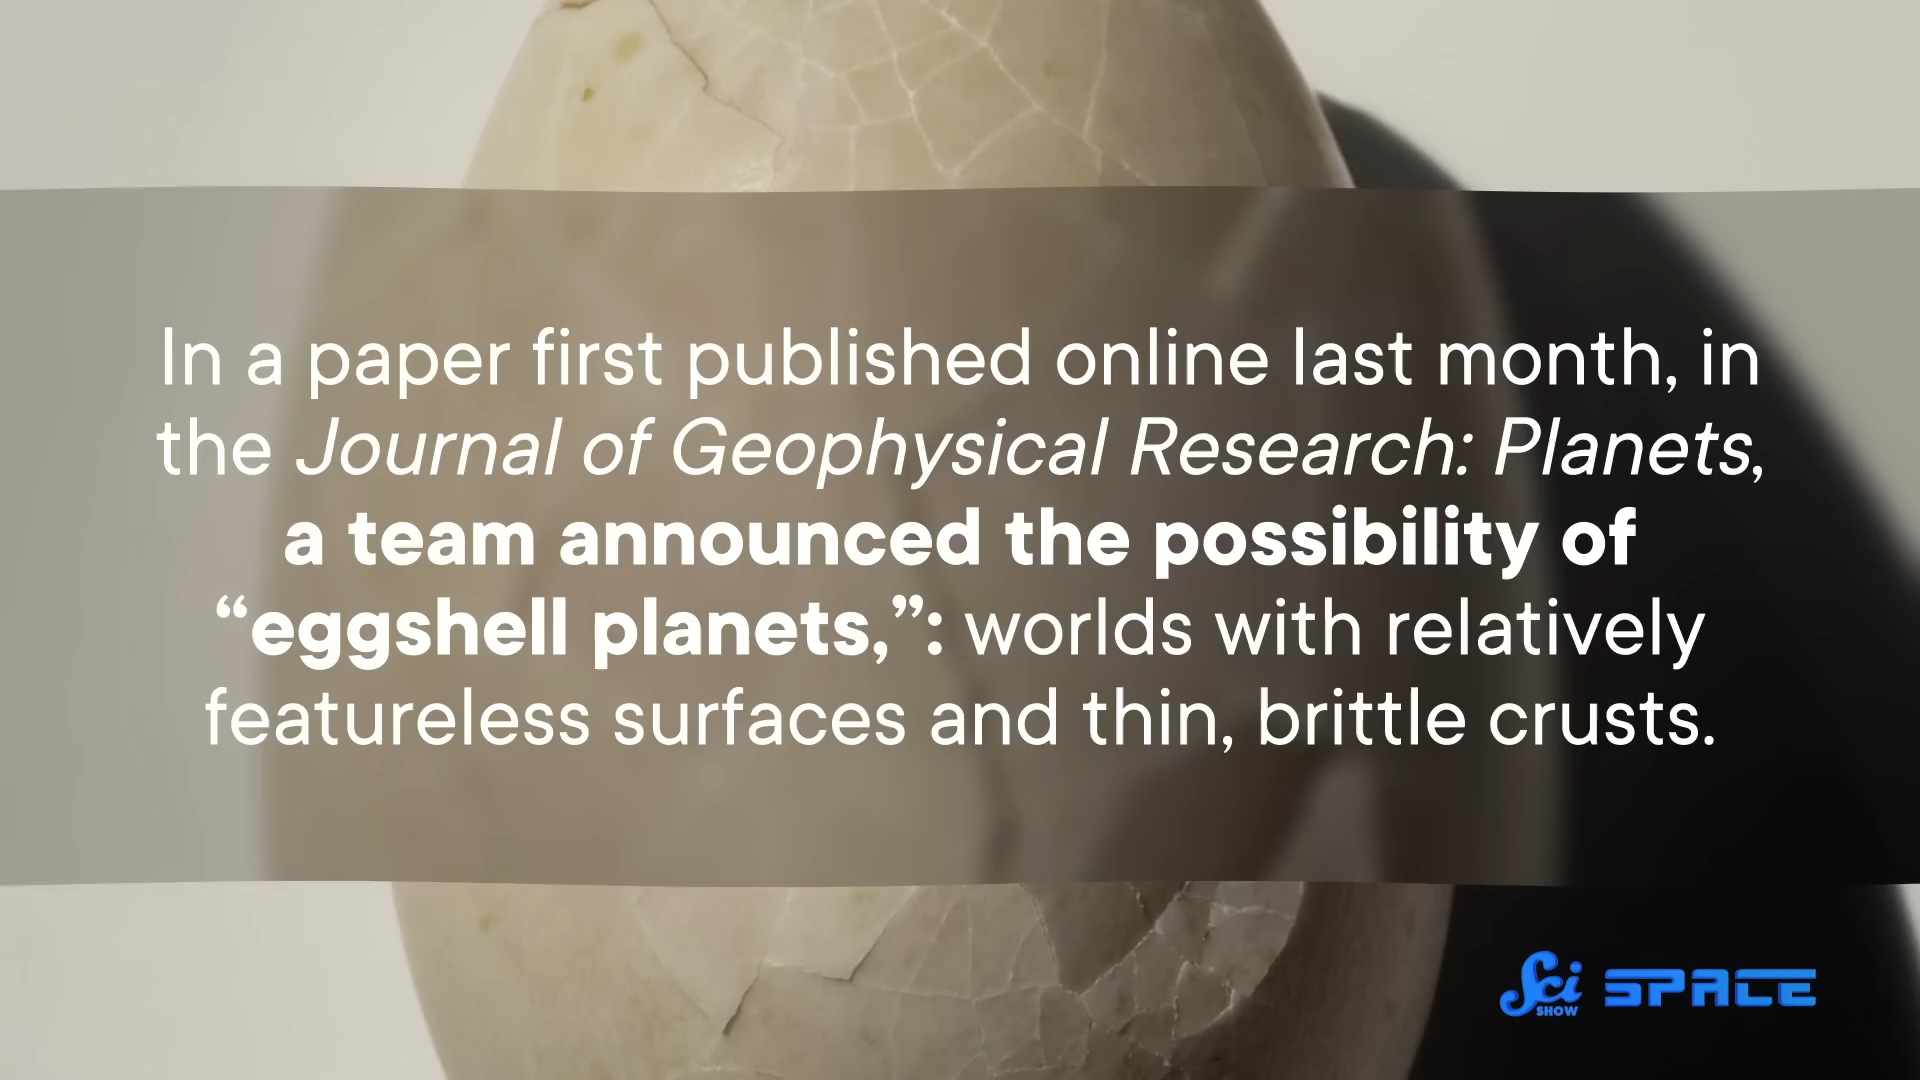 In a paper first published online last month, in
the Journal of Geophysical Research: Planets,
a team announced the possibility of
“eggshell planets,”: worlds with relatively
featureless surfaces and thin, brittle crusts.
Sci SPACE
SHOW